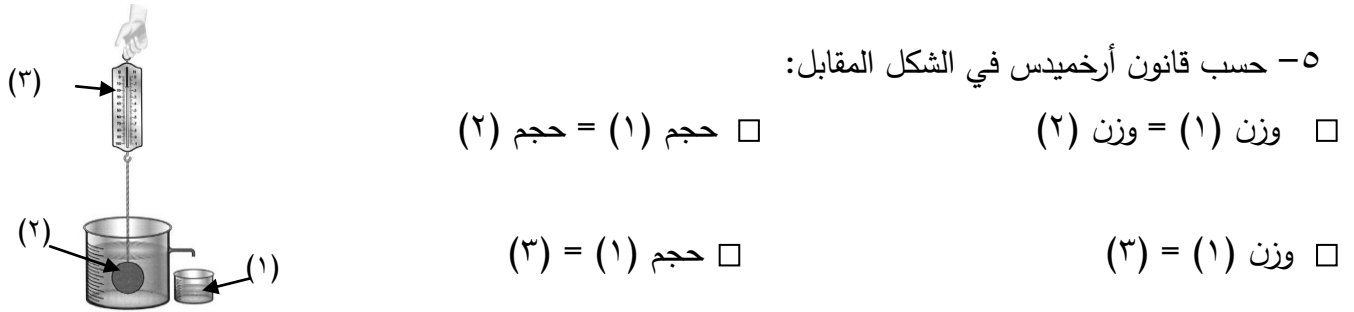 ٥- حسب قانون أرخميدس في الشكل المقابل:
□ وزن (١) = وزن (٢) □ حجم (١) = حجم (٢)
□ وزن (١) = (٣) □ حجم (١) = (٣)
(٣)
(٢)
(١)